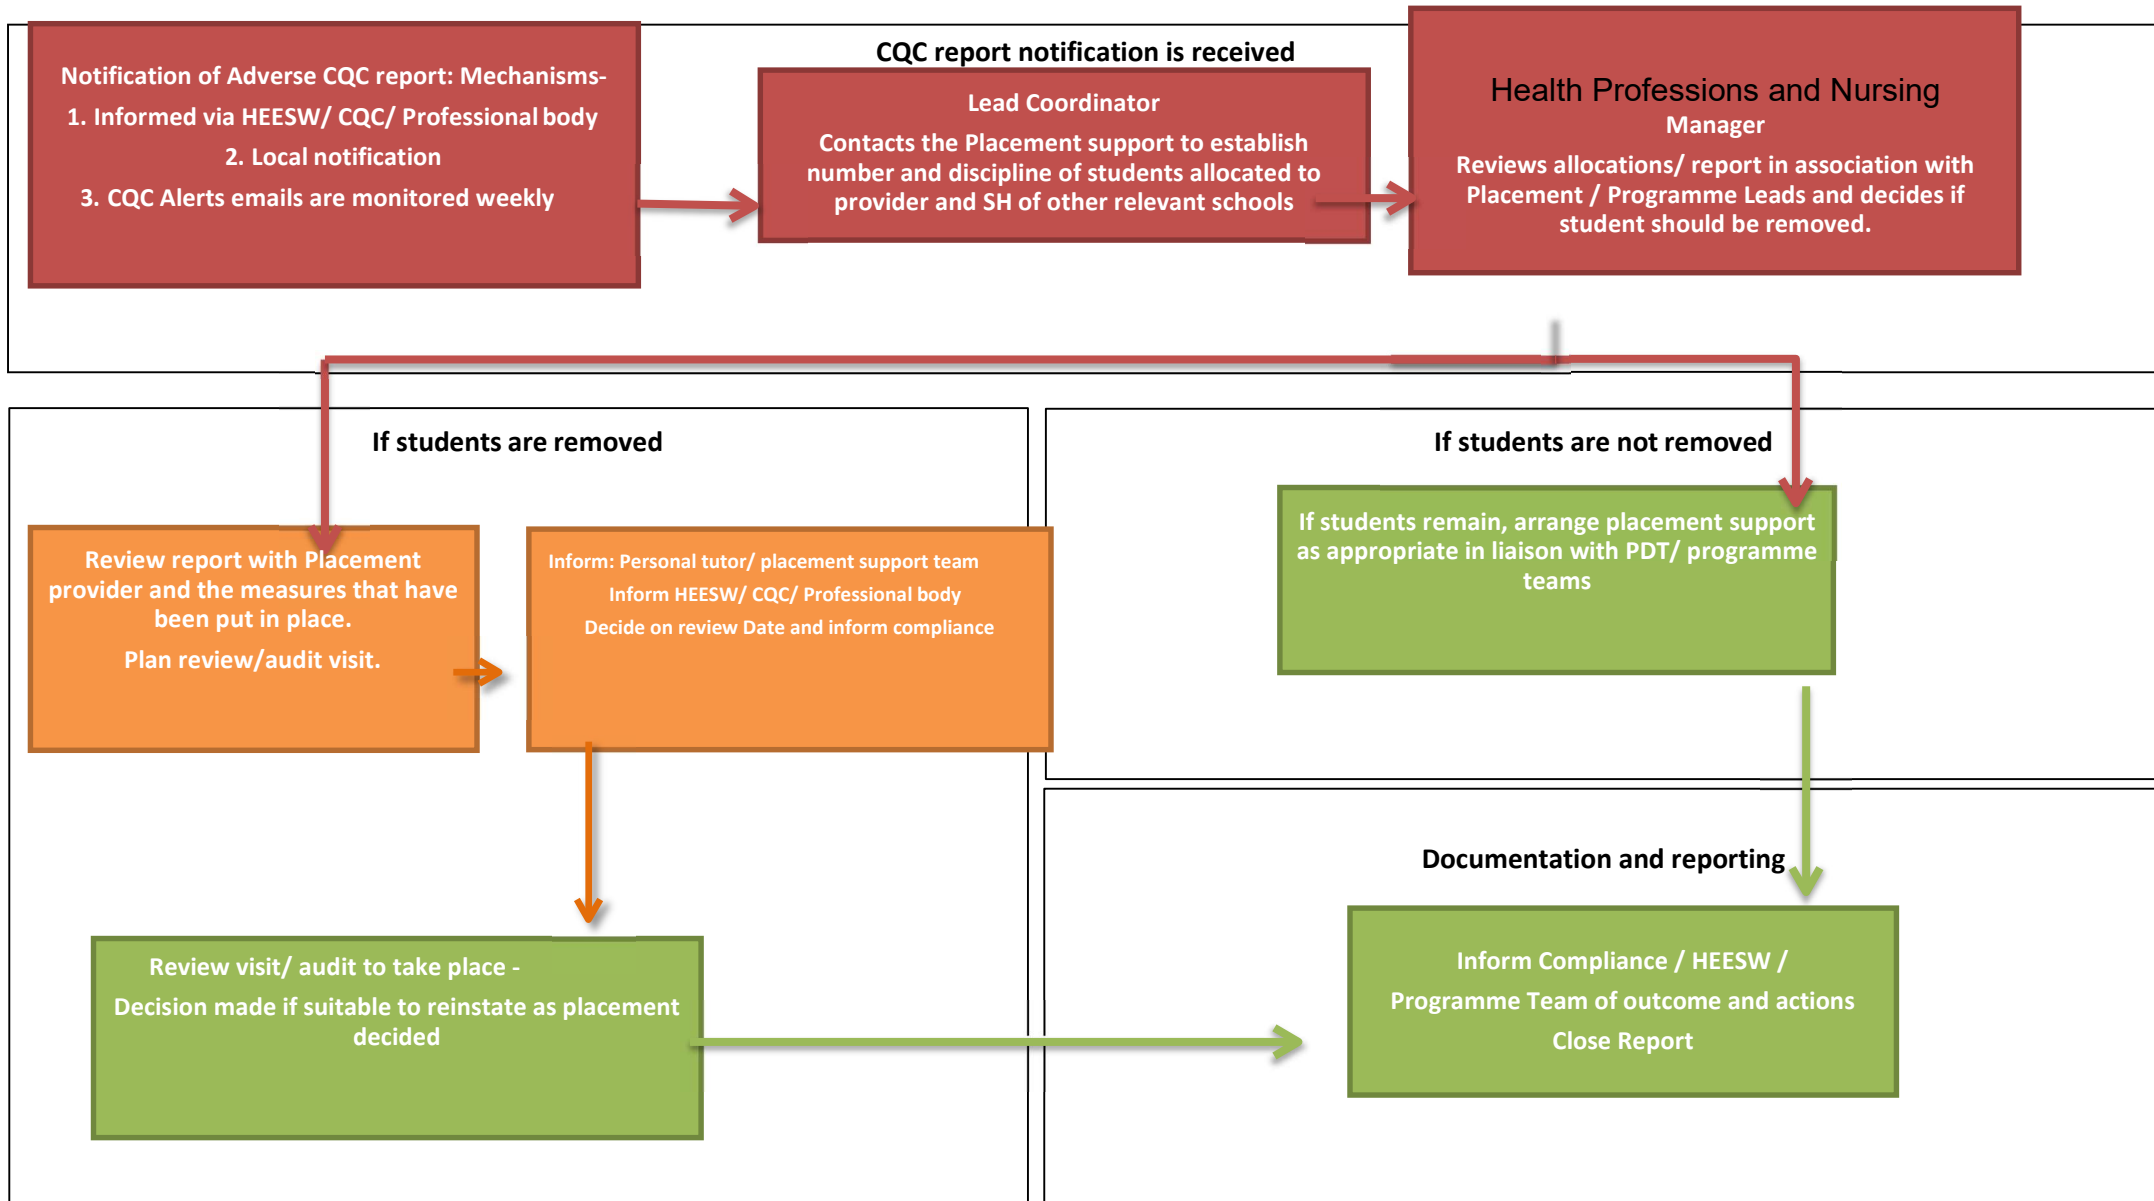 CQC report notification is received
Notification of Adverse CQC report: Mechanisms-
1. Informed via HEESW/ CQC/ Professional body
2. Local notification
3. CQC Alerts emails are monitored weekly
Lead Coordinator
Contacts the Placement support to establish
number and discipline of students allocated to
provider and SH of other relevant schools
Health Professions and Nursing
Manager
Reviews allocations/ report in association with
Placement / Programme Leads and decides if
student should be removed.
If students are removed
Review report with Placement
provider and the measures that have
been put in place.
Plan review/audit visit.
Inform: Personal tutor/ placement support team
Inform HEESW/ CQC/ Professional body
Decide on review Date and inform compliance
Review visit/ audit to take place -
Decision made if suitable to reinstate as placement
decided
If students are not removed
If students remain, arrange placement support
as appropriate in liaison with PDT/ programme
teams
Documentation and reporting
Inform Compliance / HEESW /
Programme Team of outcome and actions
Close Report